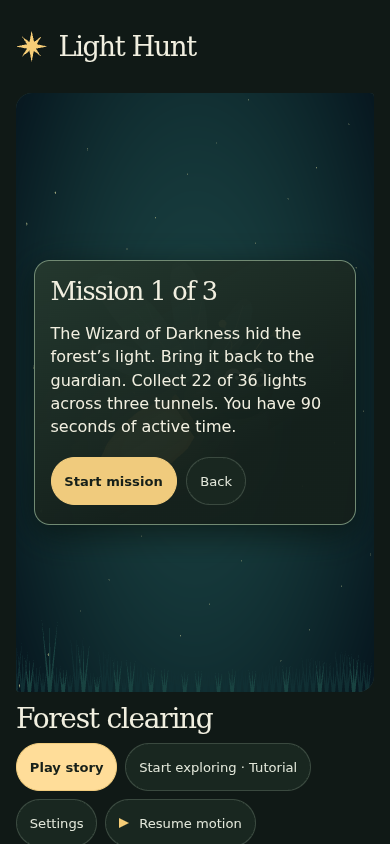 Light Hunt
Mission 1 of 3
The Wizard of Darkness hid the
forest’s light. Bring it back to the
guardian. Collect 22 of 36 lights
across three tunnels. You have 90
seconds of active time.
Start mission
Back
Forest clearing
Play story
Start exploring · Tutorial
Settings
Resume motion